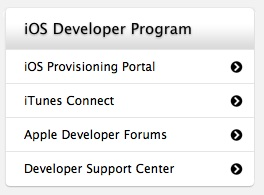 iOS Developer Program
iOS Provisioning Portal
iTunes Connect
Apple Developer Forums
Developer Support Center